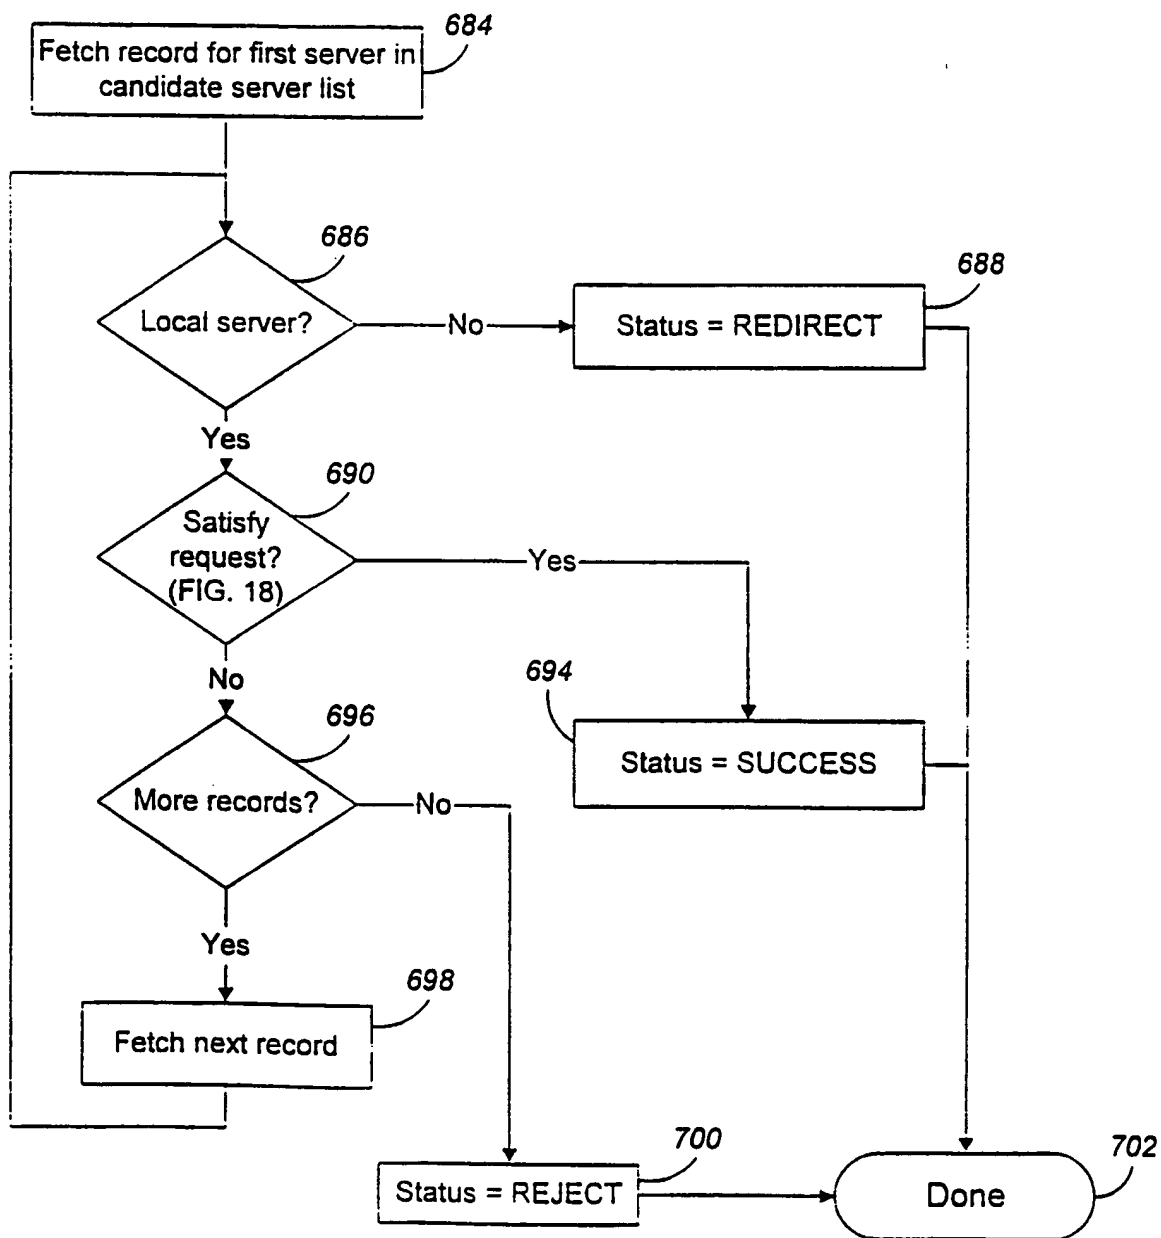 684
Fetch record for first server in
candidate server list
686
Local server?
No
688
Status = REDIRECT
Yes
690
Satisfy
request?
(FIG. 18)
Yes
694
Status = SUCCESS
No
696
More records?
No
Yes
698
Fetch next record
700
Status = REJECT
702
Done